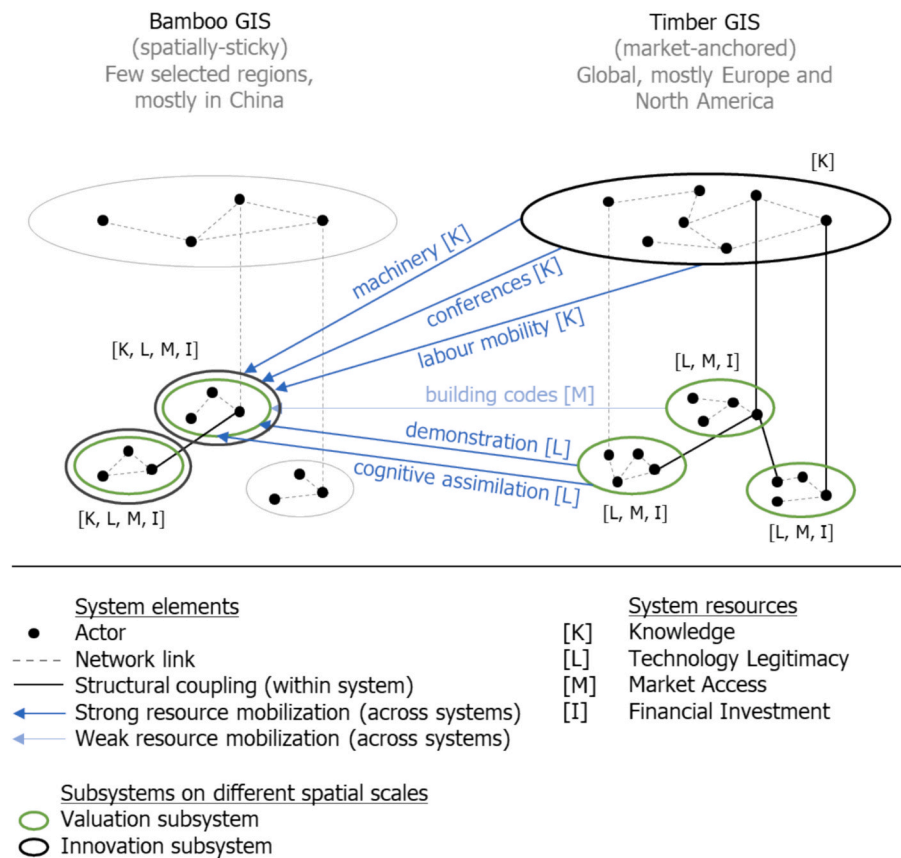 Bamboo GIS
(spatially-sticky)
Few selected regions,
mostly in China
Timber GIS
(market-anchored)
Global, mostly Europe and
North America
[K]
machinery [K]
conferences [K]
labour mobility [K]
[K, L, M, I]
[L, M, I]
building codes [M]
demonstration [L]
cognitive assimilation [L]
[K, L, M, I]
[L, M, I]
[L, M, I]
System elements
Actor
Network link
Structural coupling (within system)
Strong resource mobilization (across systems)
Weak resource mobilization (across systems)
System resources
[K] Knowledge
[L] Technology Legitimacy
[M] Market Access
[I] Financial Investment
Subsystems on different spatial scales
Valuation subsystem
Innovation subsystem